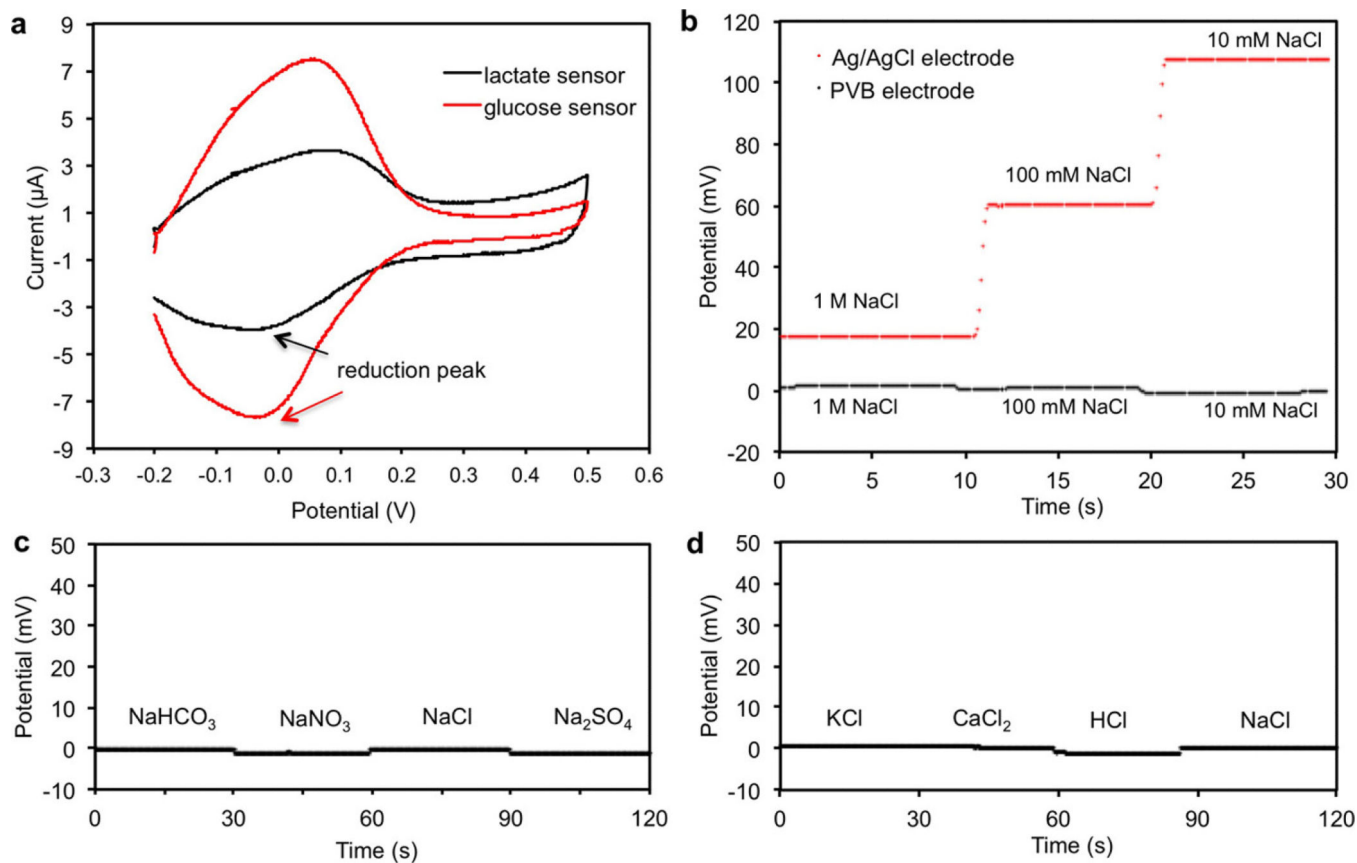 a
9
7
5
3
1
-1
-3
-5
-7
-9
Current (µA)
lactate sensor
glucose sensor
reduction peak
-0.3 -0.2 -0.1 0.0 0.1 0.2 0.3 0.4 0.5 0.6
Potential (V)
b
120
100
80
60
40
20
0
-20
Potential (mV)
Ag/AgCl electrode
PVB electrode
10 mM NaCl
100 mM NaCl
1 M NaCl
1 M NaCl 100 mM NaCl 10 mM NaCl
0 5 10 15 20 25 30
Time (s)
c
50
40
30
20
10
0
-10
Potential (mV)
NaHCO₃ NaNO₃ NaCl Na₂SO₄
0 30 60 90 120
Time (s)
d
50
40
30
20
10
0
-10
Potential (mV)
KCl CaCl₂ HCl NaCl
0 30 60 90 120
Time (s)